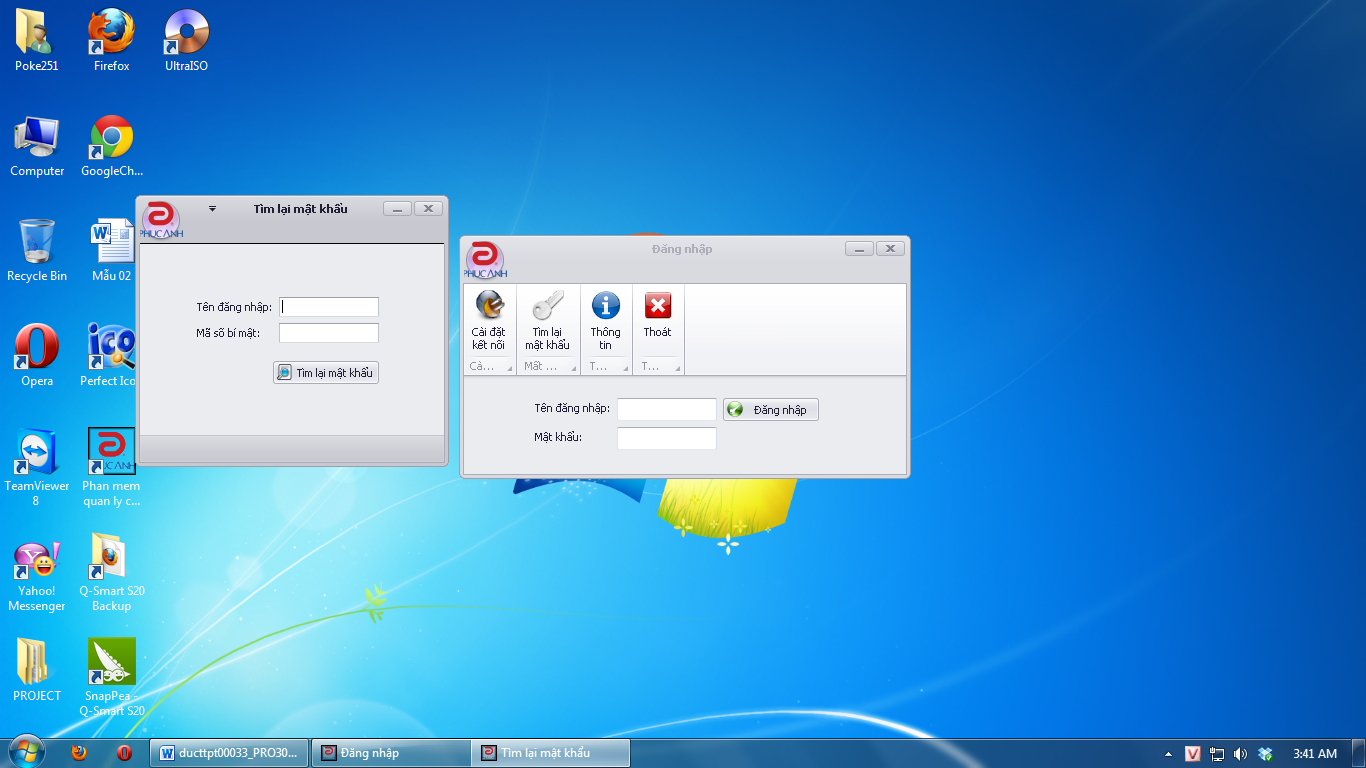 Poke251
Firefox
UltraISO
Computer
GoogleCh...
Recycle Bin
Mẫu 02
Opera
Perfect Ico
TeamViewer
8
PHUC ANH
Phan mem
quan ly c...
Yahoo!
Messenger
Q-Smart S20
Backup
PROJECT
SnapPea -
Q-Smart S20
PHUCANH
Tìm lại mật khẩu
Tên đăng nhập:
Mã số bí mật:
Tìm lại mật khẩu
PHUCANH
Đăng nhập
Cài đặt
kết nối
Tìm lại
mật khẩu
Thông
tin
Thoát
Cà...
Mất ...
T...
T...
Tên đăng nhập:
Đăng nhập
Mật khẩu:
ducttpt00033_PRO30...
Đăng nhập
Tìm lại mật khẩu
V
3:41 AM